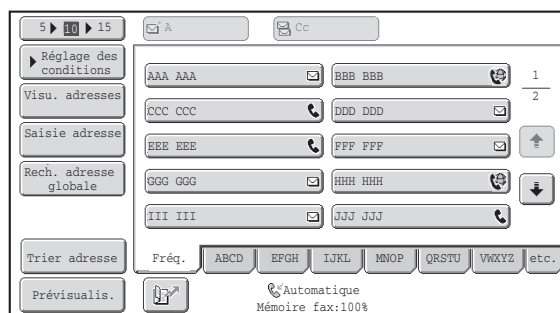 5 10 15
A
Cc
Réglage des
conditions
Visu. adresses
Saisie adresse
Rech. adresse
globale
Trier adresse
Prévisualis.
AAA AAA
BBB BBB
CCC CCC
DDD DDD
EEE EEE
FFF FFF
GGG GGG
HHH HHH
III III
JJJ JJJ
1
2
Fréq.
ABCD
EFGH
IJKL
MNOP
QRSTU
VWXYZ
etc.
Automatique
Mémoire fax:100%